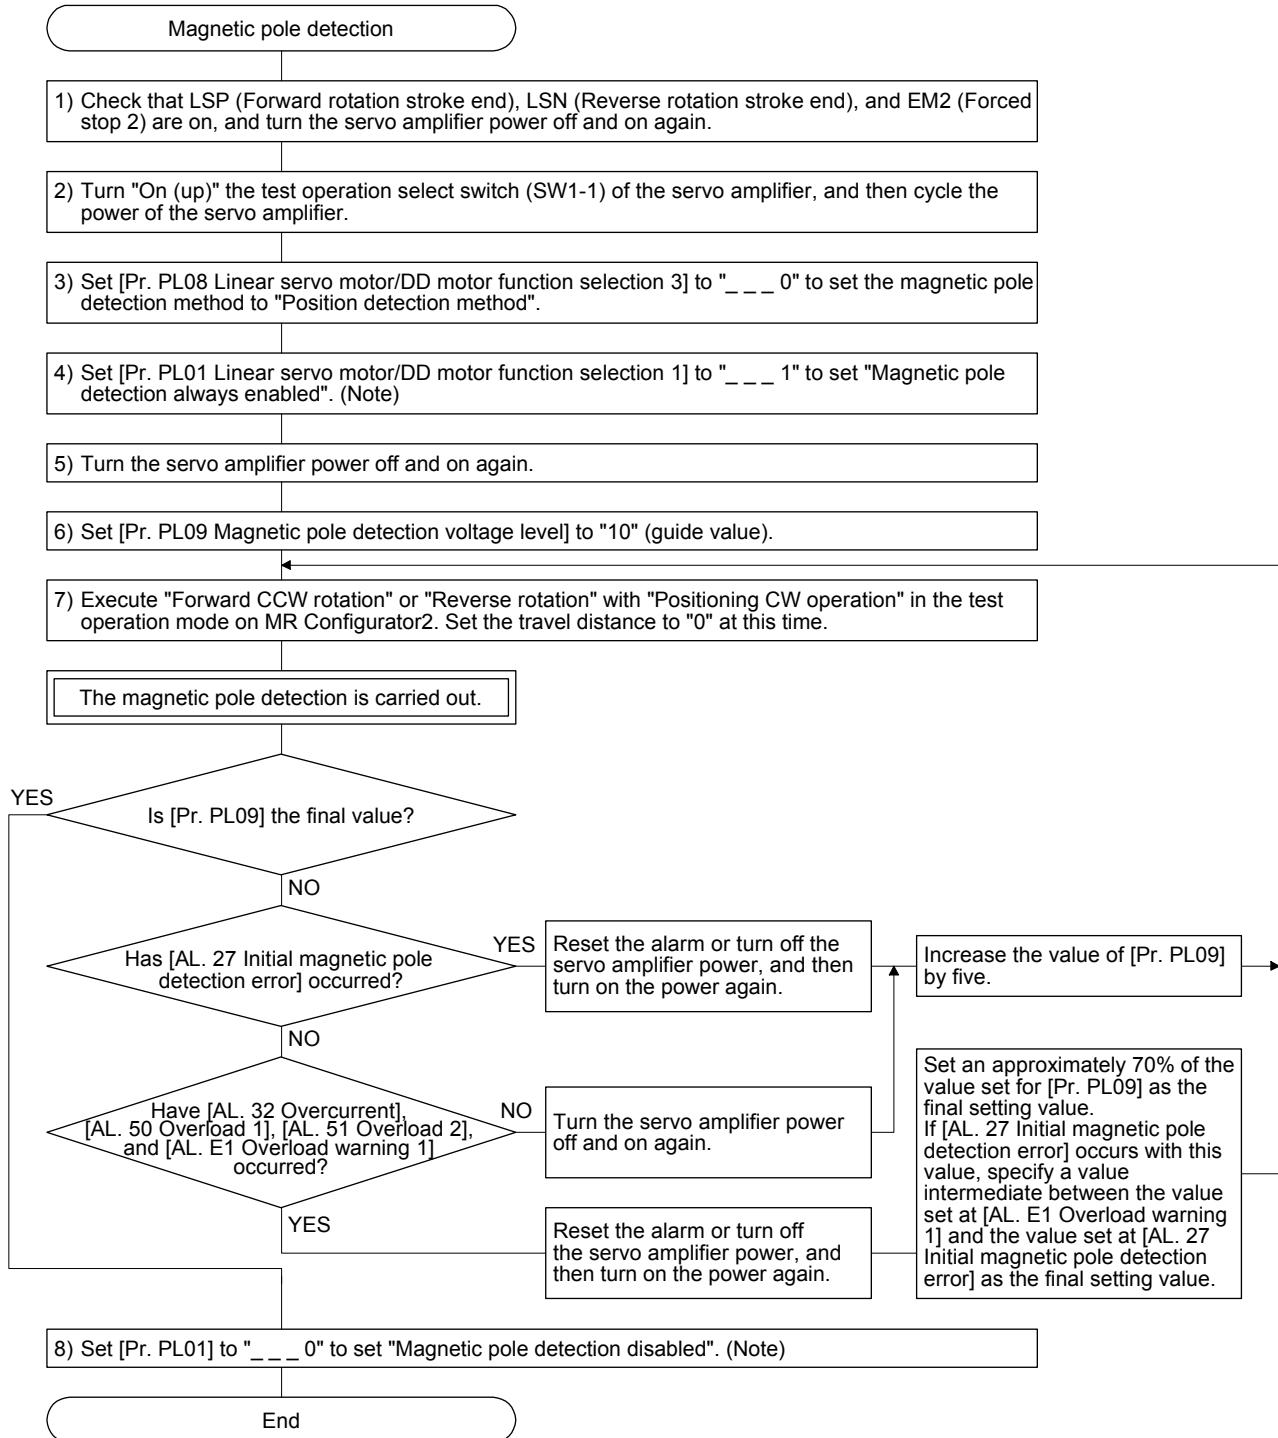 Magnetic pole detection
1) Check that LSP (Forward rotation stroke end), LSN (Reverse rotation stroke end), and EM2 (Forced
stop 2) are on, and turn the servo amplifier power off and on again.
2) Turn "On (up)" the test operation select switch (SW1-1) of the servo amplifier, and then cycle the
power of the servo amplifier.
3) Set [Pr. PL08 Linear servo motor/DD motor function selection 3] to "_ _ _ 0" to set the magnetic pole
detection method to "Position detection method".
4) Set [Pr. PL01 Linear servo motor/DD motor function selection 1] to "_ _ _ 1" to set "Magnetic pole
detection always enabled". (Note)
5) Turn the servo amplifier power off and on again.
6) Set [Pr. PL09 Magnetic pole detection voltage level] to "10" (guide value).
7) Execute "Forward CCW rotation" or "Reverse rotation" with "Positioning CW operation" in the test
operation mode on MR Configurator2. Set the travel distance to "0" at this time.
The magnetic pole detection is carried out.
YES
Is [Pr. PL09] the final value?
NO
Has [AL. 27 Initial magnetic pole
detection error] occurred?
YES
Reset the alarm or turn off the
servo amplifier power, and then
turn on the power again.
Increase the value of [Pr. PL09]
by five.
NO
Have [AL. 32 Overcurrent],
[AL. 50 Overload 1], [AL. 51 Overload 2],
and [AL. E1 Overload warning 1]
occurred?
NO
Turn the servo amplifier power
off and on again.
YES
Reset the alarm or turn off
the servo amplifier power, and
then turn on the power again.
Set an approximately 70% of the
value set for [Pr. PL09] as the
final setting value.
If [AL. 27 Initial magnetic pole
detection error] occurs with this
value, specify a value
intermediate between the value
set at [AL. E1 Overload warning
1] and the value set at [AL. 27
Initial magnetic pole detection
error] as the final setting value.
8) Set [Pr. PL01] to "_ _ _ 0" to set "Magnetic pole detection disabled". (Note)
End